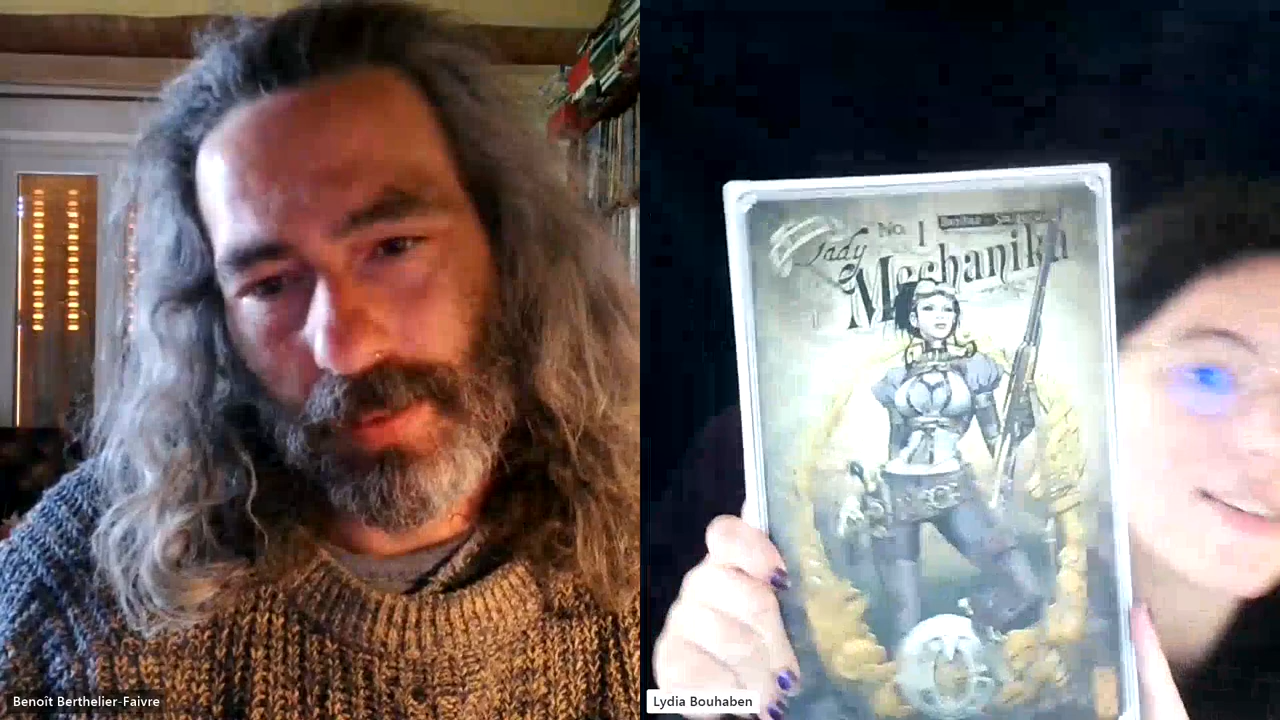 No. 1
Lady
Mechanika
Benoît Berthelier-Faivre
Lydia Bouhaben